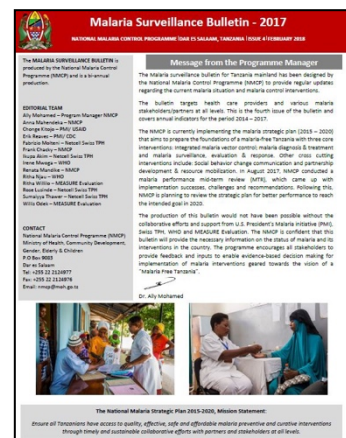 Malaria Surveillance Bulletin - 2017
NATIONAL MALARIA CONTROL PROGRAMME |DAR ES SALAAM, TANZANIA |ISSUE 4|FEBRUARY 2018
The MALARIA SURVEILLANCE BULLETIN is
produced by the National Malaria Control
Programme (NMCP) and is a bi-annual
production.
EDITORIAL TEAM
Ally Mohamed – Program Manager NMCP
Anna Mahendeka – NMCP
Chonge Kitojo – PMI/ USAID
Erik Reaves – PMI/ CDC
Fabrizio Molteni – Netcell Swiss TPH
Frank Chacky – NMCP
Irene Mwoga – WHO
Renata Mandike – NMCP
Ritha Njau – WHO
Ritha Willilo – MEASURE Evaluation
Rose Lusinde – Netcell Swiss TPH
Sumaiyya Thawer – Netcell Swiss TPH
Willis Odek – MEASURE Evaluation
CONTACT
National Malaria Control Programme (NMCP)
Ministry of Health, Community Development,
Gender, Elderly & Children
P.O Box 9083
Dar es Salaam
Tel: +255 22 2124977
Fax: +255 22 2124976
Email: nmcp@moh.go.tz
Message from the Programme Manager
The Malaria surveillance bulletin for Tanzania mainland has been designed by
the National Malaria Control Programme (NMCP) to provide regular updates
regarding the current malaria situation and malaria control interventions.
The bulletin targets health care providers and various malaria
stakeholders/partners at all levels. This is the fourth issue of the bulletin and
covers annual indicators for the period 2014 – 2017.
The NMCP is currently implementing the malaria strategic plan (2015 – 2020)
that aims to prepare the foundations of a malaria-free Tanzania with three core
interventions: integrated malaria vector control; malaria diagnosis & treatment
and malaria surveillance, evaluation & response. Other cross cutting
interventions include: Social behavior change communication and partnership
development & resource mobilization. In August 2017, NMCP conducted a
malaria performance mid-term review (MTR), which came up with
implementation successes, challenges and recommendations. Following this,
NMCP is planning to review the strategic plan for better performance to reach
the intended goal in 2020.
The production of this bulletin would not have been possible without the
collaborative efforts and support from U.S. President's Malaria Initiative (PMI),
Swiss TPH, WHO and MEASURE Evaluation. The NMCP is confident that this
bulletin will provide the necessary information on the status of malaria and its
interventions in the country. The programme encourages all stakeholders to
provide feedback and inputs to enable evidence-based decision making for
implementation of malaria interventions geared towards the vision of a
"Malaria Free Tanzania".
Dr. Ally Mohamed
The National Malaria Strategic Plan 2015-2020, Mission Statement:
Ensure all Tanzanians have access to quality, effective, safe and affordable malaria preventive and curative interventions
through timely and sustainable collaborative efforts with partners and stakeholders at all levels.